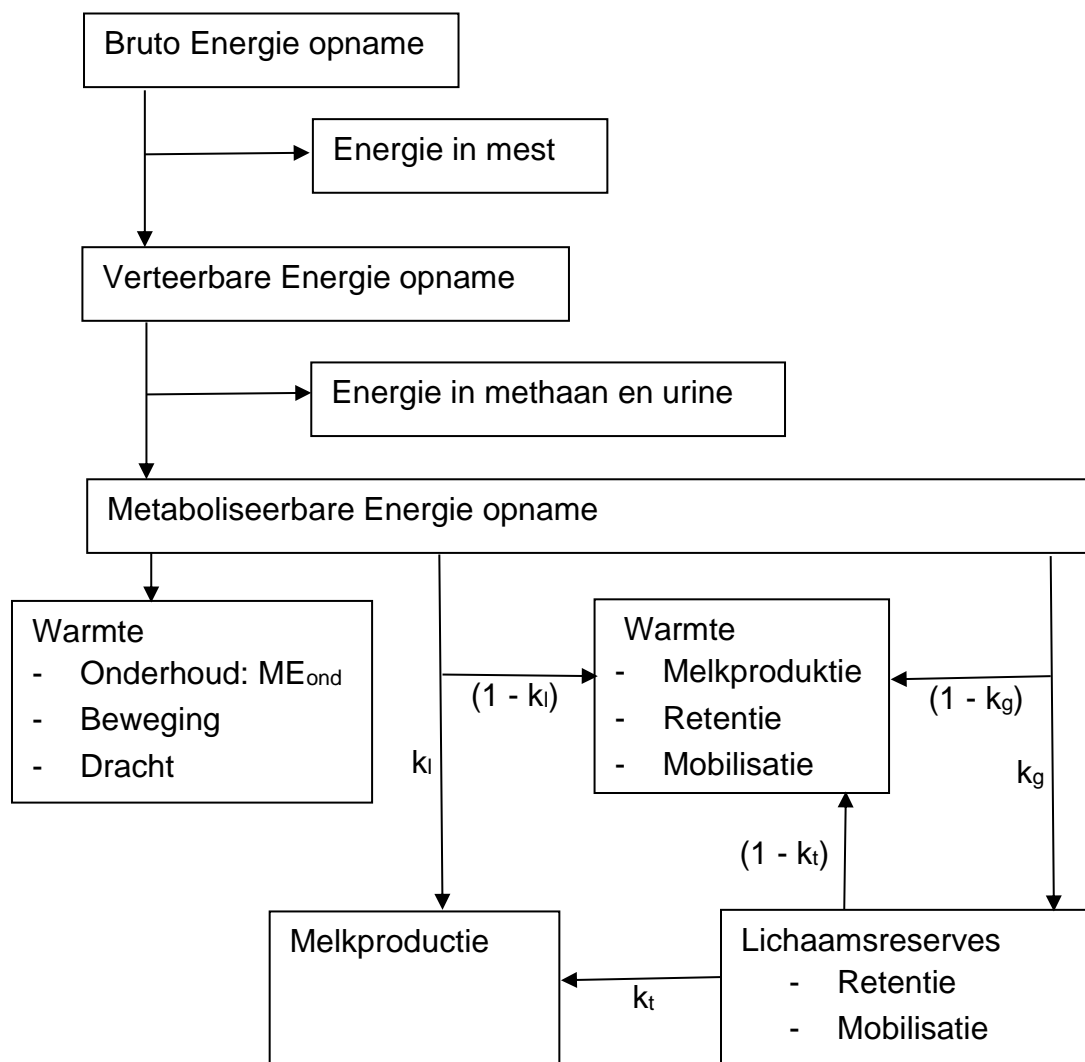 Bruto Energie opname
Energie in mest
Verteerbare Energie opname
Energie in methaan en urine
Metaboliseerbare Energie opname
Warmte
- Onderhoud: MEond
- Beweging
- Dracht
Warmte
- Melkproduktie
- Retentie
- Mobilisatie
(1 - kl)
(1 - kg)
kl
kg
(1 - kt)
Melkproductie
kt
Lichaamsreserves
- Retentie
- Mobilisatie